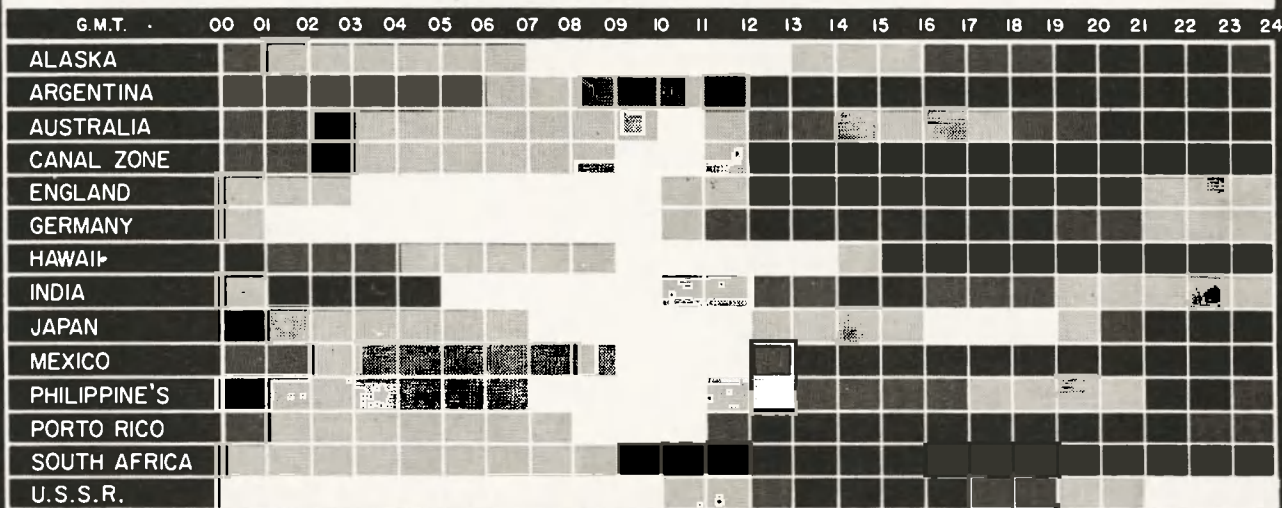 G.M.T. 00 01 02 03 04 06 07 08 09 10 11 12 13 14 15 16 17 18 19 20 21 22 23 24
ALASKA
ARGENTINA
AUSTRALIA
CANAL ZONE
ENGLAND
GERMANY
HAWAII
INDIA
JAPAN
MEXICO
PHILIPPINE'S
PORTO RICO
SOUTH AFRICA
U.S.S.R.